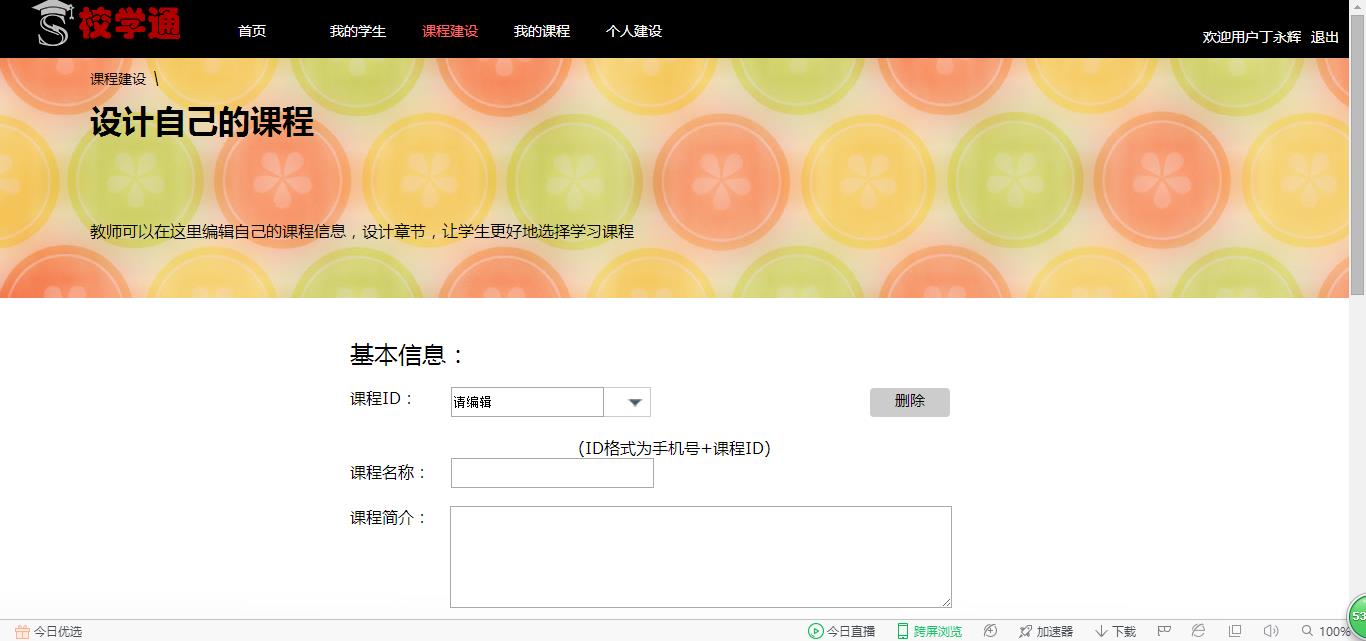 校学通
首页 我的学生 课程建设 我的课程 个人建设
欢迎用户丁永辉 退出
课程建设 \
设计自己的课程
教师可以在这里编辑自己的课程信息，设计章节，让学生更好地选择学习课程
基本信息：
课程ID： 请编辑 删除
(ID格式为手机号+课程ID)
课程名称：
课程简介：
今日优选 今日直播 跨屏浏览 加速器 下载 100%
53